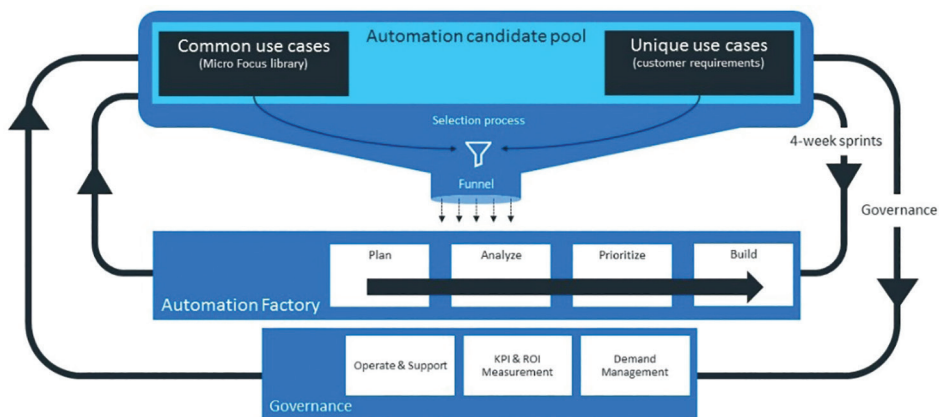 Automation candidate pool
Common use cases
(Micro Focus library)
Unique use cases
(customer requirements)
Selection process
Funnel
4-week sprints
Governance
Plan
Analyze
Prioritize
Build
Automation Factory
Operate & Support
KPI & ROI
Measurement
Demand
Management
Governance